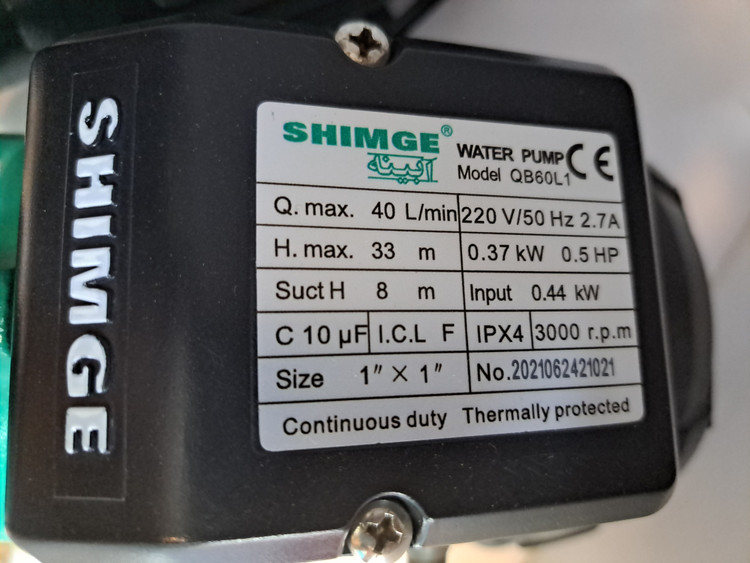 SHIMGE
SHIMGE®
آبینه
WATER PUMP CE
Model QB60L1
Q. max. 40 L/min 220 V/50 Hz 2.7A
H. max. 33 m 0.37 kW 0.5 HP
Suct H 8 m Input 0.44 kW
C 10 µF I.C.L F IPX4 3000 r.p.m
Size 1″ × 1″ No.2021062421021
Continuous duty Thermally protected